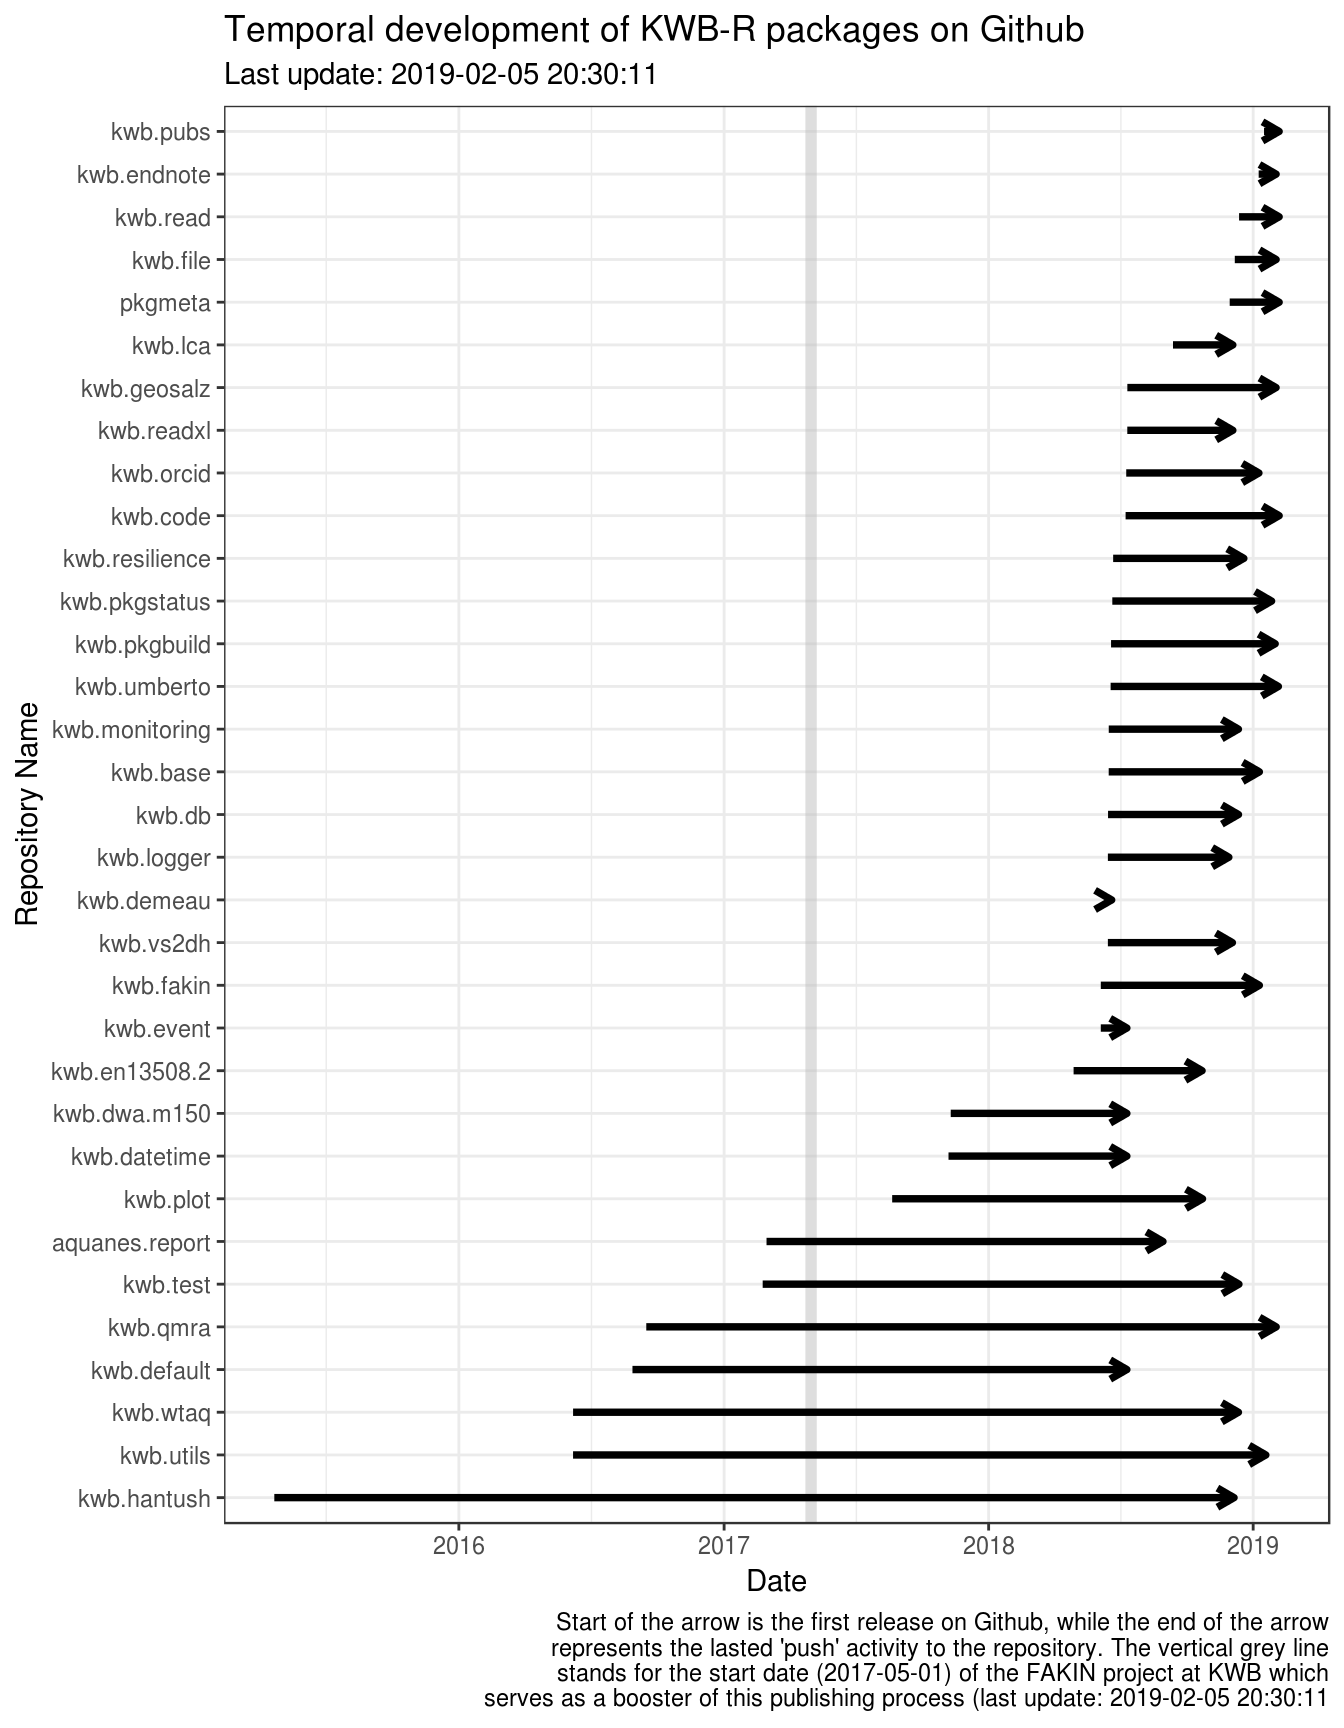 Temporal development of KWB-R packages on Github
Last update: 2019-02-05 20:30:11
kwb.pubs
kwb.endnote
kwb.read
kwb.file
pkgmeta
kwb.lca
kwb.geosalz
kwb.readxl
kwb.orcid
kwb.code
kwb.resilience
kwb.pkgstatus
kwb.pkgbuild
kwb.umberto
kwb.monitoring
kwb.base
kwb.db
kwb.logger
kwb.demeau
kwb.vs2dh
kwb.fakin
kwb.event
kwb.en13508.2
kwb.dwa.m150
kwb.datetime
kwb.plot
aquanes.report
kwb.test
kwb.qmra
kwb.default
kwb.wtaq
kwb.utils
kwb.hantush
Repository Name
2016 2017 2018 2019
Date
Start of the arrow is the first release on Github, while the end of the arrow
represents the lasted 'push' activity to the repository. The vertical grey line
stands for the start date (2017-05-01) of the FAKIN project at KWB which
serves as a booster of this publishing process (last update: 2019-02-05 20:30:11